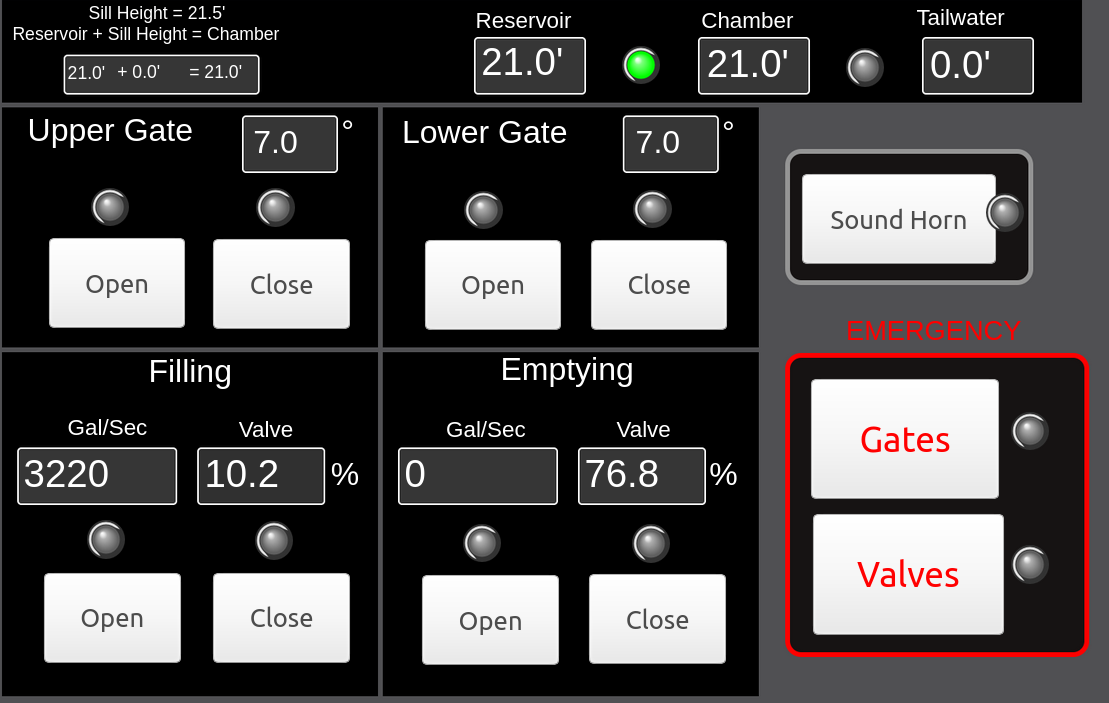 Sill Height = 21.5'
Reservoir + Sill Height = Chamber
21.0' + 0.0' = 21.0'
Reservoir Chamber Tailwater
21.0' 21.0' 0.0'
Upper Gate 7.0 °
Open Close
Lower Gate 7.0 °
Open Close
Sound Horn
Filling
Gal/Sec Valve
3220 10.2 %
Open Close
Emptying
Gal/Sec Valve
0 76.8 %
Open Close
EMERGENCY
Gates
Valves